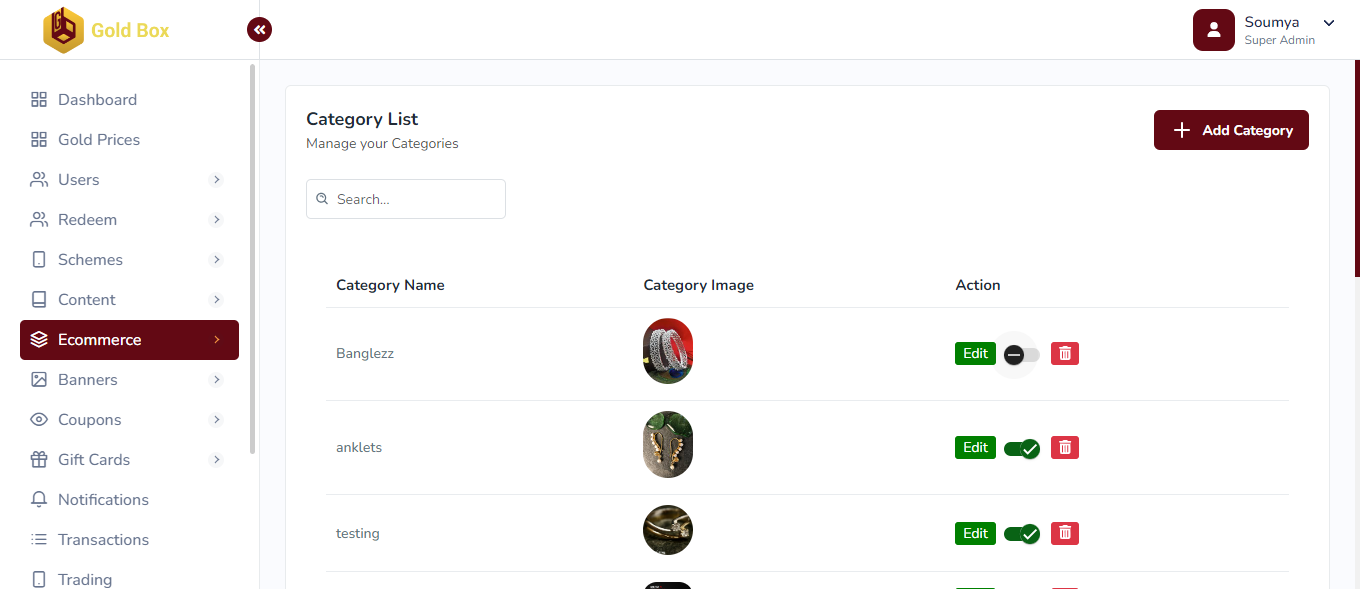 Gold Box
Soumya
Super Admin
Dashboard
Gold Prices
Users
Redeem
Schemes
Content
Ecommerce
Banners
Coupons
Gift Cards
Notifications
Transactions
Trading
Category List
Manage your Categories
Add Category
Search...
Category Name Category Image Action
Banglezz Edit
anklets Edit
testing Edit